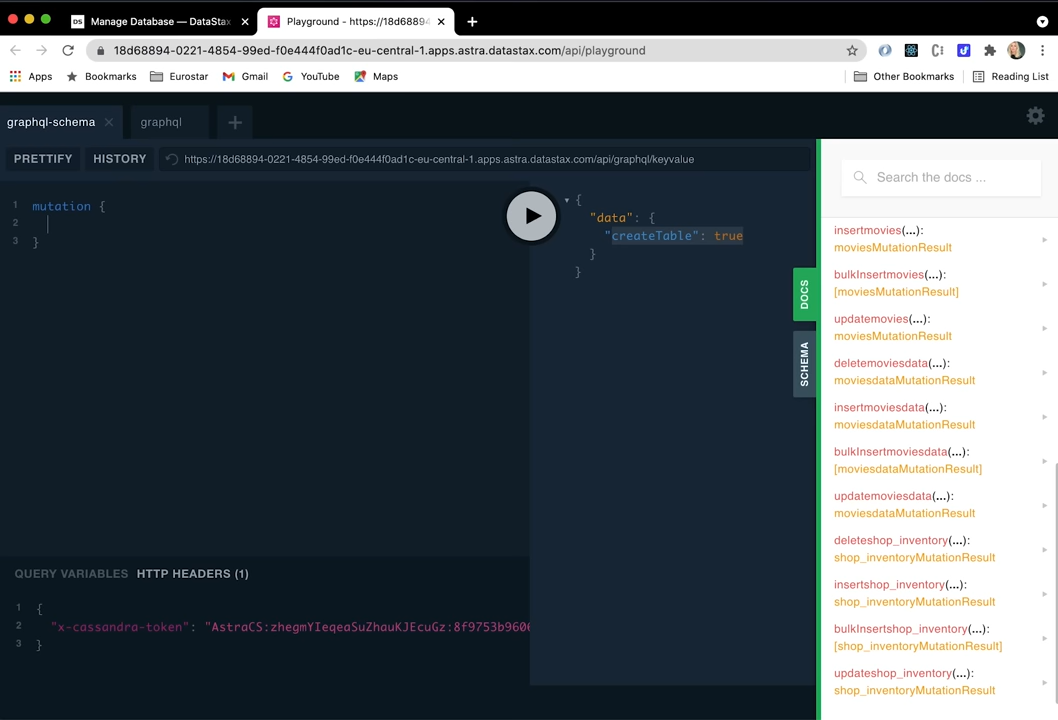 Manage Database — DataStax
Playground - https://18d68894
18d68894-0221-4854-99ed-f0e444f0ad1c-eu-central-1.apps.astra.datastax.com/api/playground
Apps Bookmarks Eurostar Gmail YouTube Maps Other Bookmarks Reading List
graphql-schema graphql
PRETTIFY HISTORY https://18d68894-0221-4854-99ed-f0e444f0ad1c-eu-central-1.apps.astra.datastax.com/api/graphql/keyvalue
1 mutation {
2
3 }
{
"data": {
"createTable": true
}
}
DOCS
SCHEMA
Search the docs ...
insertmovies(...):
moviesMutationResult
bulkInsertmovies(...):
[moviesMutationResult]
updatemovies(...):
moviesMutationResult
deletemoviesdata(...):
moviesdataMutationResult
insertmoviesdata(...):
moviesdataMutationResult
bulkInsertmoviesdata(...):
[moviesdataMutationResult]
updatemoviesdata(...):
moviesdataMutationResult
deleteshop_inventory(...):
shop_inventoryMutationResult
insertshop_inventory(...):
shop_inventoryMutationResult
bulkInsertshop_inventory(...):
[shop_inventoryMutationResult]
updateshop_inventory(...):
shop_inventoryMutationResult
QUERY VARIABLES HTTP HEADERS (1)
1 {
2 "x-cassandra-token": "AstraCS:zhegmYIeqeaSuZhauKJEcuGz:8f9753b9606
3 }